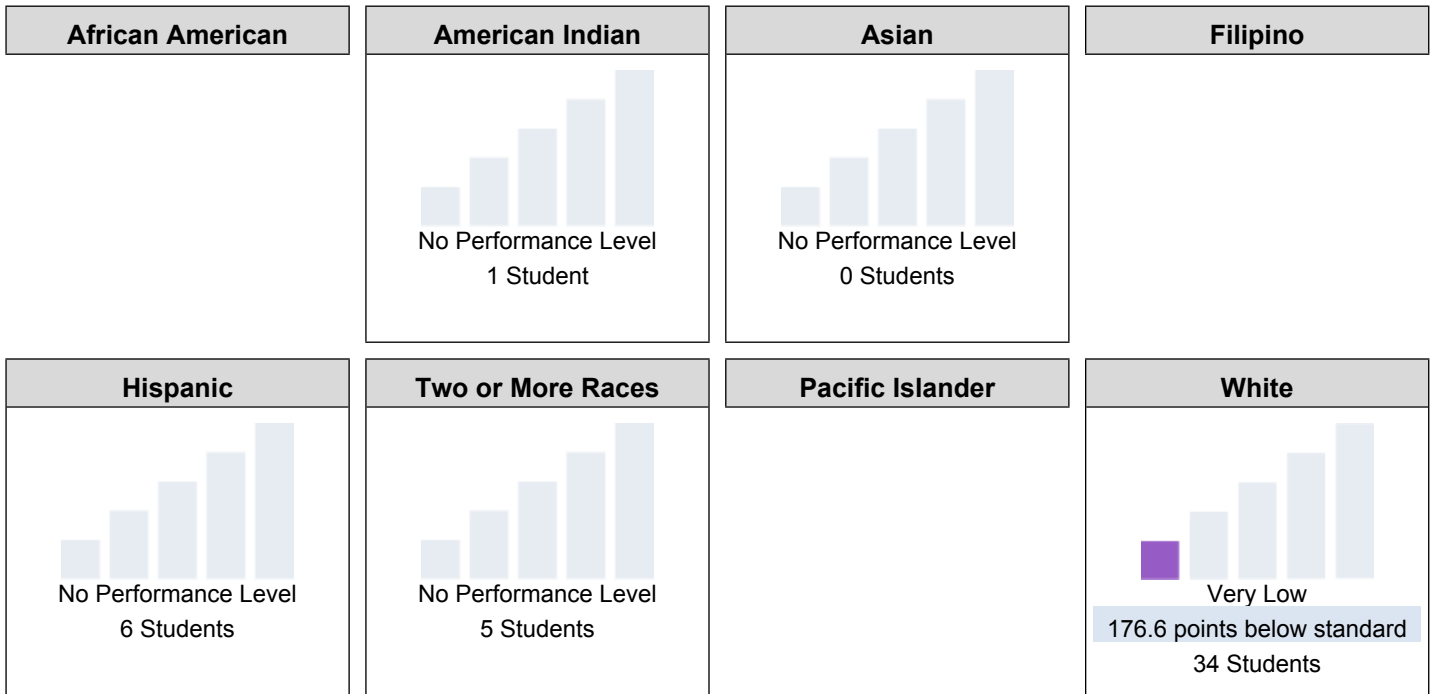 African American
American Indian
Asian
Filipino
No Performance Level
1 Student
No Performance Level
0 Students
Hispanic
Two or More Races
Pacific Islander
White
No Performance Level
6 Students
No Performance Level
5 Students
Very Low
176.6 points below standard
34 Students